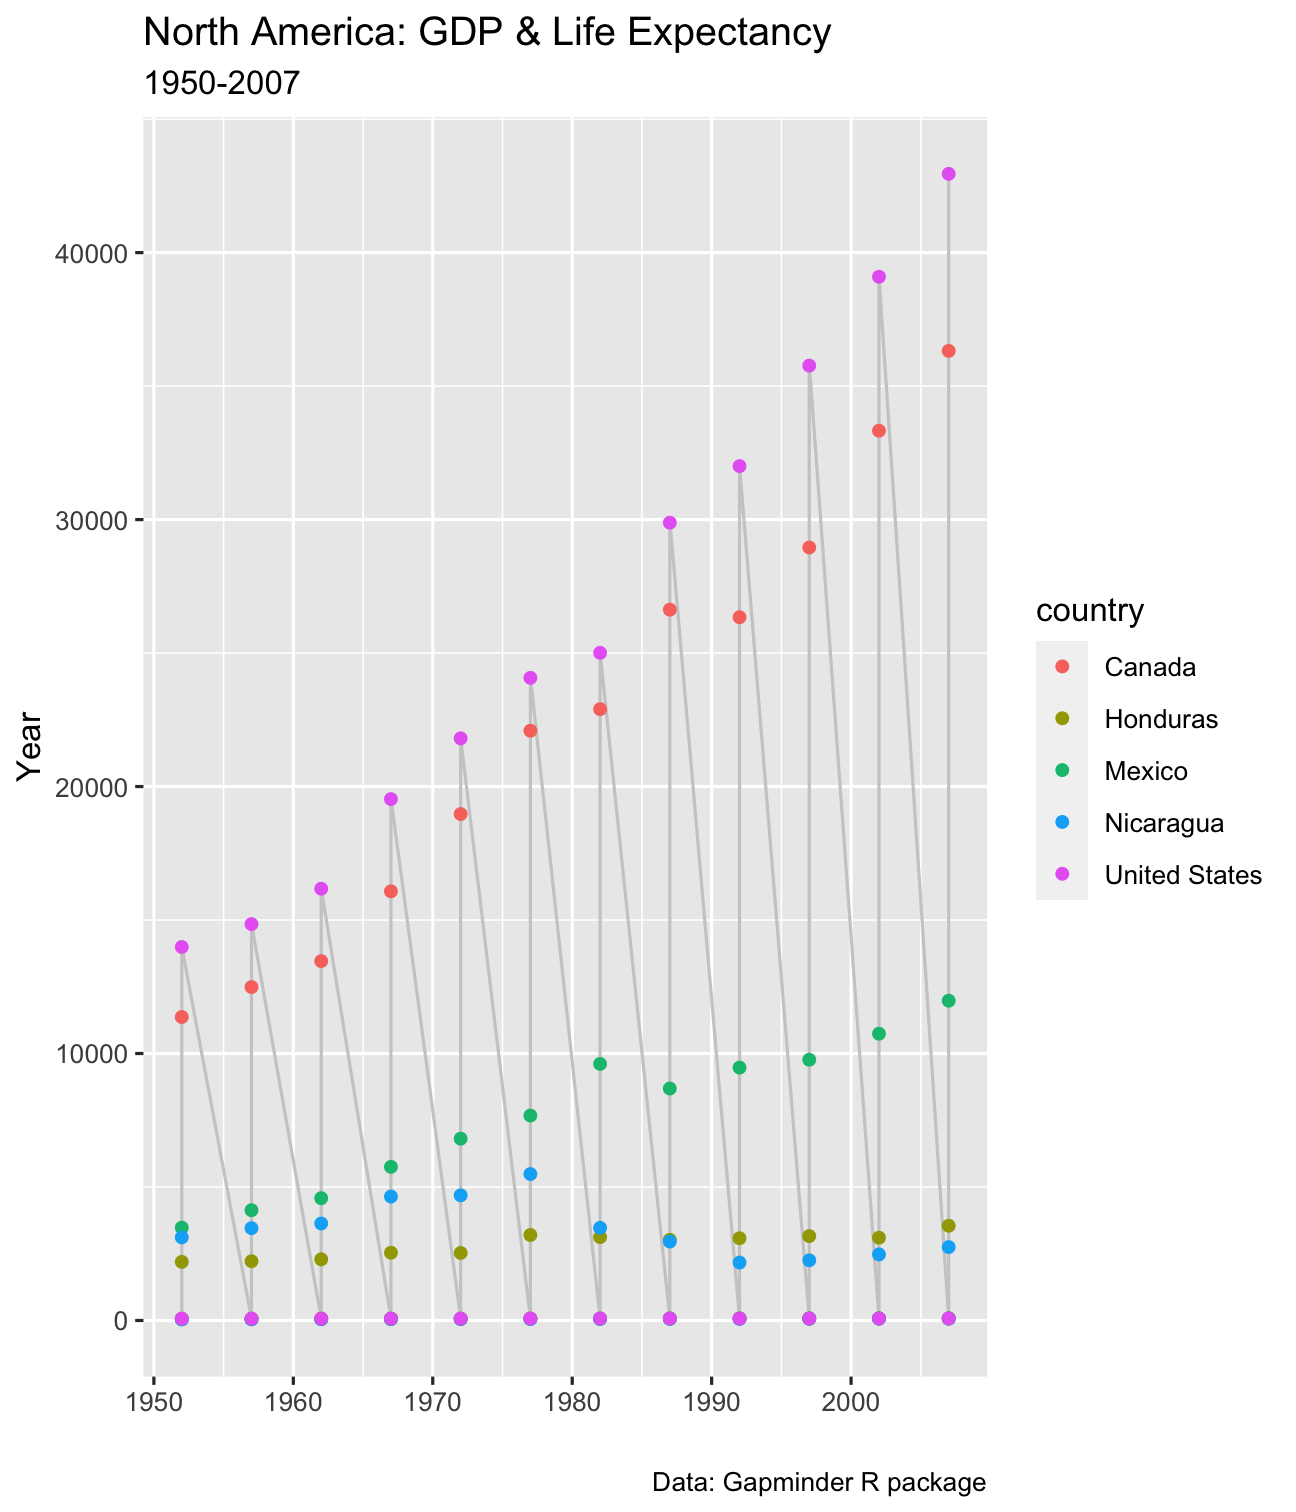 North America: GDP & Life Expectancy
1950-2007
40000
30000
20000
10000
0
Year
1950 1960 1970 1980 1990 2000
country
Canada
Honduras
Mexico
Nicaragua
United States
Data: Gapminder R package